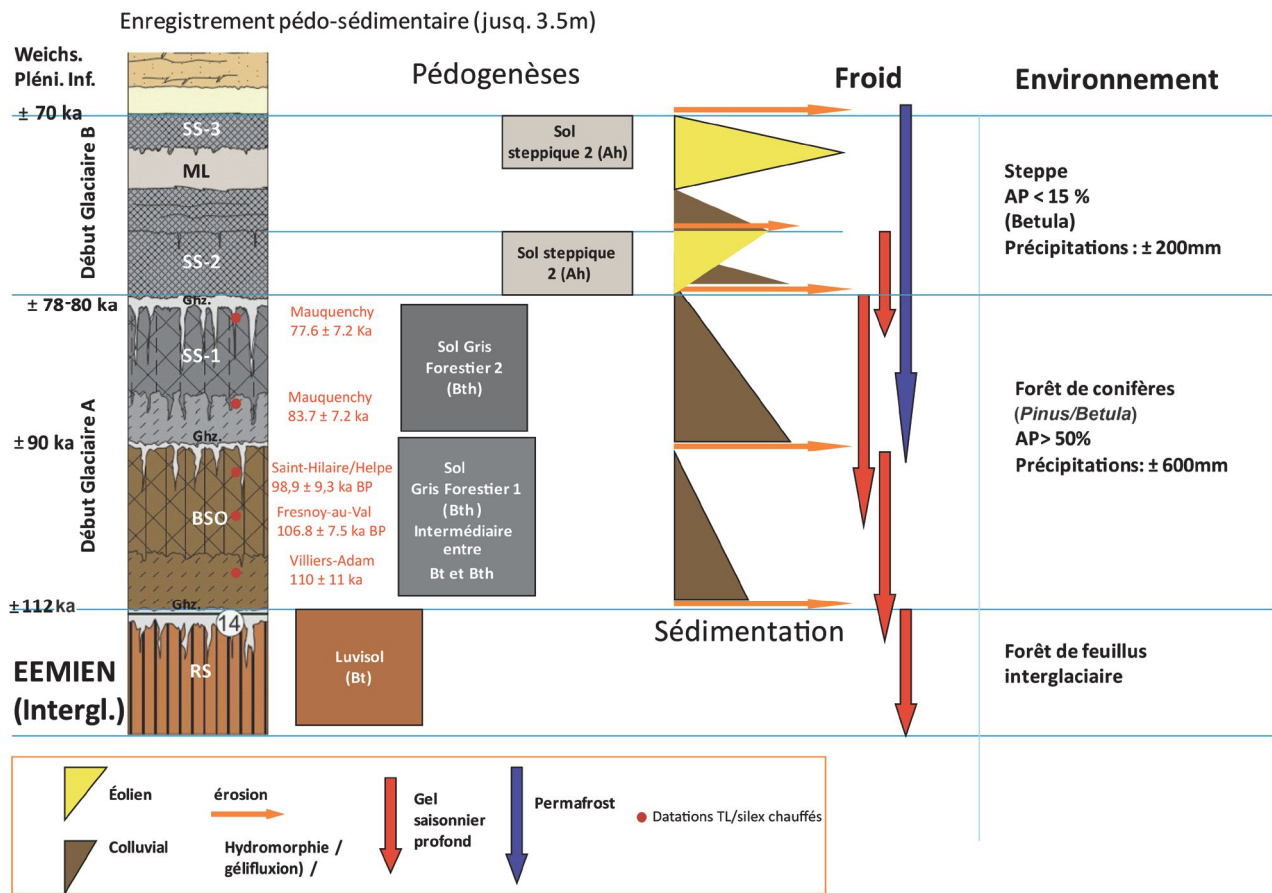 Enregistrement pédo-sédimentaire (jusq. 3.5m)
Weichs.
Pléni. Inf.
Pédogenèses
Froid
Environnement
± 70 ka
Début Glaciaire B
SS-3
ML
SS-2
Sol
steppique 2 (Ah)
Sol steppique
2 (Ah)
Steppe
AP < 15 %
(Betula)
Précipitations : ± 200mm
± 78-80 ka
Début Glaciaire A
Ghz.
SS-1
Mauquenchy
77.6 ± 7.2 Ka
Mauquenchy
83.7 ± 7.2 ka
Sol Gris
Forestier 2
(Bth)
Forêt de conifères
(Pinus/Betula)
AP> 50%
Précipitations: ± 600mm
Ghz.
± 90 ka
BSO
Saint-Hilaire/Helpe
98,9 ± 9,3 ka BP
Fresnoy-au-Val
106.8 ± 7.5 ka BP
Villiers-Adam
110 ± 11 ka
Sol
Gris Forestier 1
(Bth)
Intermédiaire
entre
Bt et Bth
Ghz.
± 112 ka
14
RS
EEMIEN
(Intergl.)
Luvisol
(Bt)
Sédimentation
Forêt de feuillus
interglaciaire
Éolien
Colluvial
érosion
Hydromorphie /
gélifluxion) /
Gel
saisonnier
profond
Permafrost
Datations TL/silex chauffés